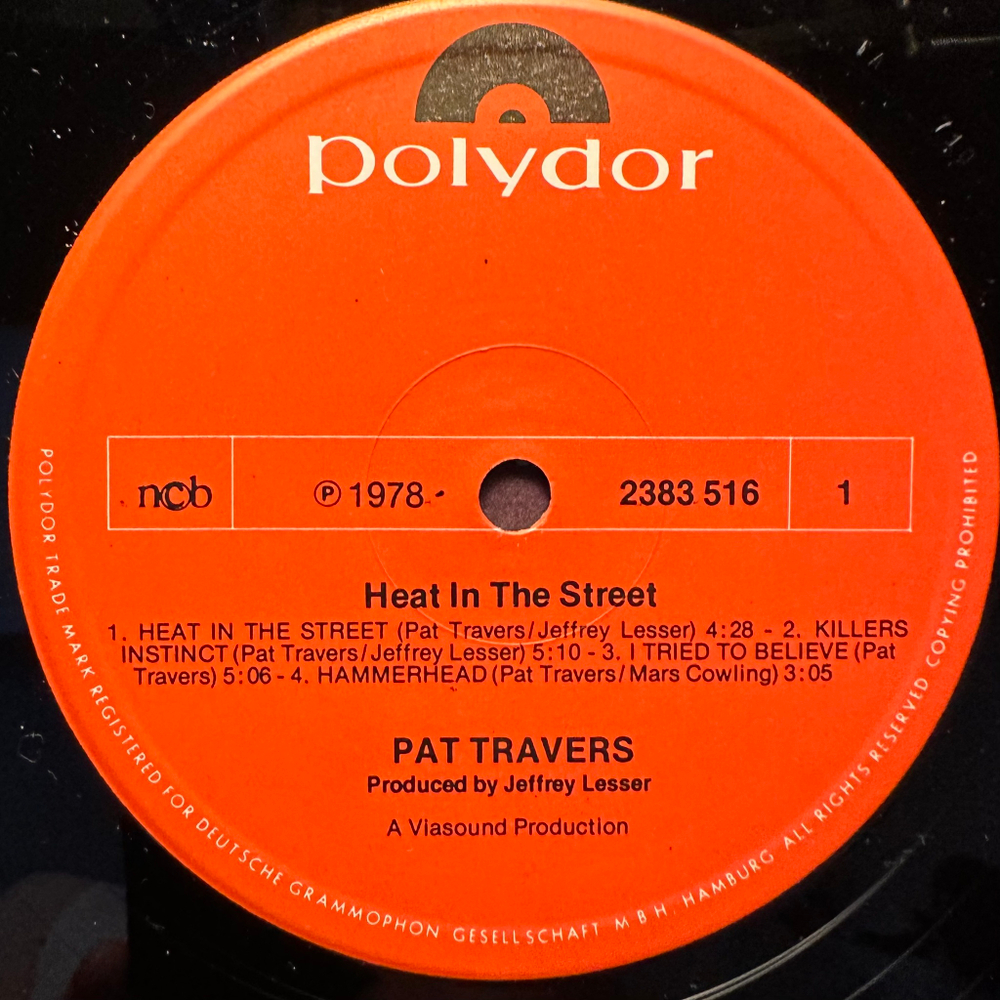 polydor
ncb
℗ 1978
2383 516
1
Heat In The Street
1. HEAT IN THE STREET (Pat Travers/Jeffrey Lesser) 4:28 - 2. KILLERS
INSTINCT (Pat Travers/Jeffrey Lesser) 5:10 - 3. I TRIED TO BELIEVE (Pat
Travers) 5:06 - 4. HAMMERHEAD (Pat Travers/Mars Cowling) 3:05
PAT TRAVERS
Produced by Jeffrey Lesser
A Viasound Production
POLYDOR TRADE MARK REGISTERED FOR DEUTSCHE GRAMMOPHON GESELLSCHAFT M B H. HAMBURG ALL RIGHTS RESERVED COPYING PROHIBITED